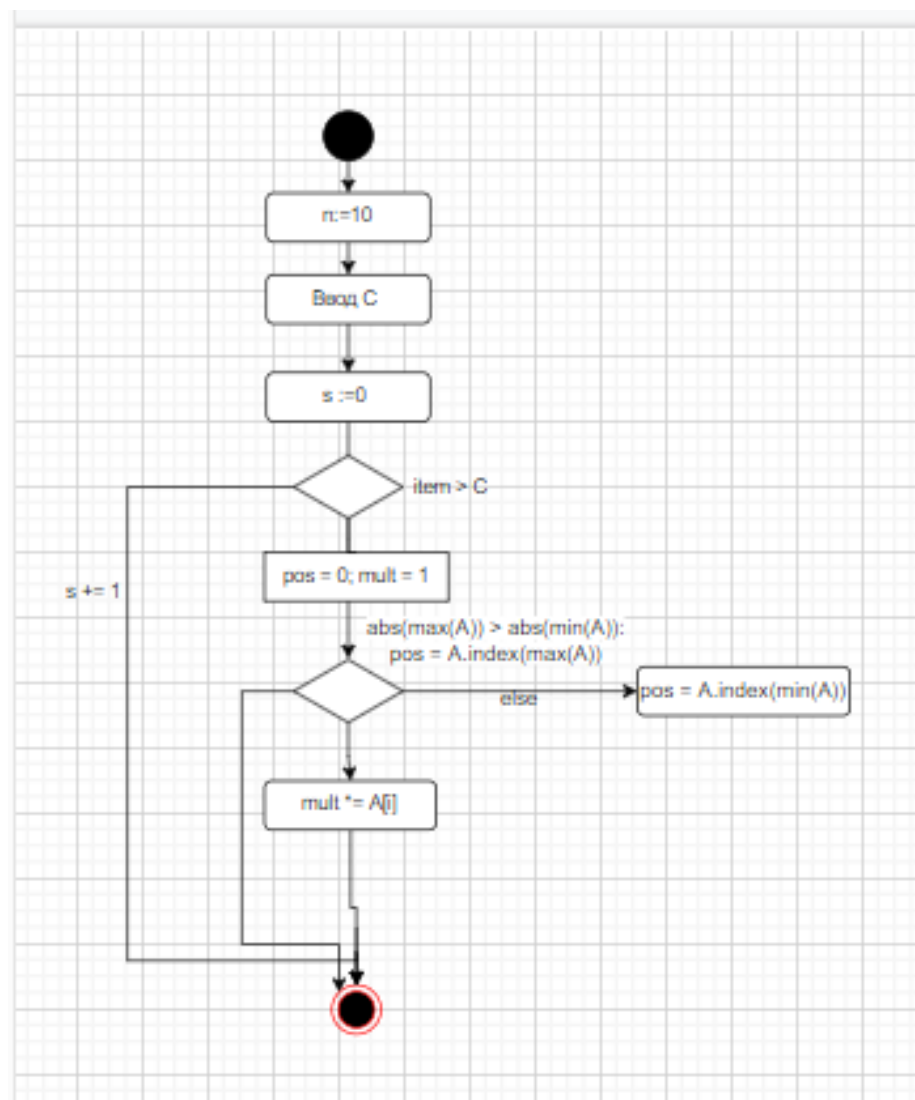 n:=10
Ввод C
s :=0
item > C
pos = 0; mult = 1
s += 1
abs(max(A)) > abs(min(A)):
pos = A.index(max(A))
else
pos = A.index(min(A))
mult *= A[i]